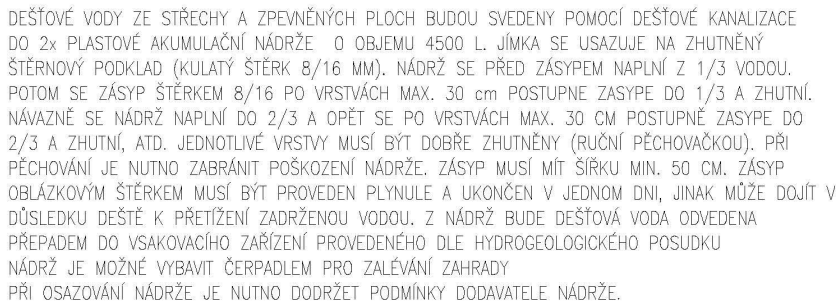 DEŠŤOVÉ VODY ZE STŘECHY A ZPEVNĚNÝCH PLOCH BUDOU SVEDENY POMOCÍ DEŠŤOVÉ KANALIZACE
DO 2x PLASTOVÉ AKUMULAČNÍ NÁDRŽE O OBJEMU 4500 L. JÍMKA SE USAZUJE NA ZHUTNĚNÝ
ŠTĚRNOVÝ PODKLAD (KULATÝ ŠTĚRK 8/16 MM). NÁDRŽ SE PŘED ZÁSYPEM NAPLNÍ Z 1/3 VODOU.
POTOM SE ZÁSYP ŠTĚRKEM 8/16 PO VRSTVÁCH MAX. 30 cm POSTUPNE ZASYPE DO 1/3 A ZHUTNÍ.
NÁVAZNĚ SE NÁDRŽ NAPLNÍ DO 2/3 A OPĚT SE PO VRSTVÁCH MAX. 30 CM POSTUPNĚ ZASYPE DO
2/3 A ZHUTNÍ, ATD. JEDNOTLIVÉ VRSTVY MUSÍ BÝT DOBŘE ZHUTNĚNY (RUČNÍ PĚCHOVAČKOU). PŘI
PĚCHOVÁNÍ JE NUTNO ZABRÁNIT POŠKOZENÍ NÁDRŽE. ZÁSYP MUSÍ MÍT ŠÍŘKU MIN. 50 CM. ZÁSYP
OBLÁZKOVÝM ŠTĚRKEM MUSÍ BÝT PROVEDEN PLYNULE A UKONČEN V JEDNOM DNI, JINAK MŮŽE DOJÍT V
DŮSLEDKU DEŠTĚ K PŘETÍŽENÍ ZADRŽENOU VODOU. Z NÁDRŽ BUDE DEŠŤOVÁ VODA ODVEDENA
PŘEPADEM DO VSAKOVACÍHO ZAŘÍZENÍ PROVEDENÉHO DLE HYDROGEOLOGICKÉHO POSUDKU
NÁDRŽ JE MOŽNÉ VYBAVIT ČERPADLEM PRO ZALÉVÁNÍ ZAHRADY
PŘI OSAZOVÁNÍ NÁDRŽE JE NUTNO DODRŽET PODMÍNKY DODAVATELE NÁDRŽE.